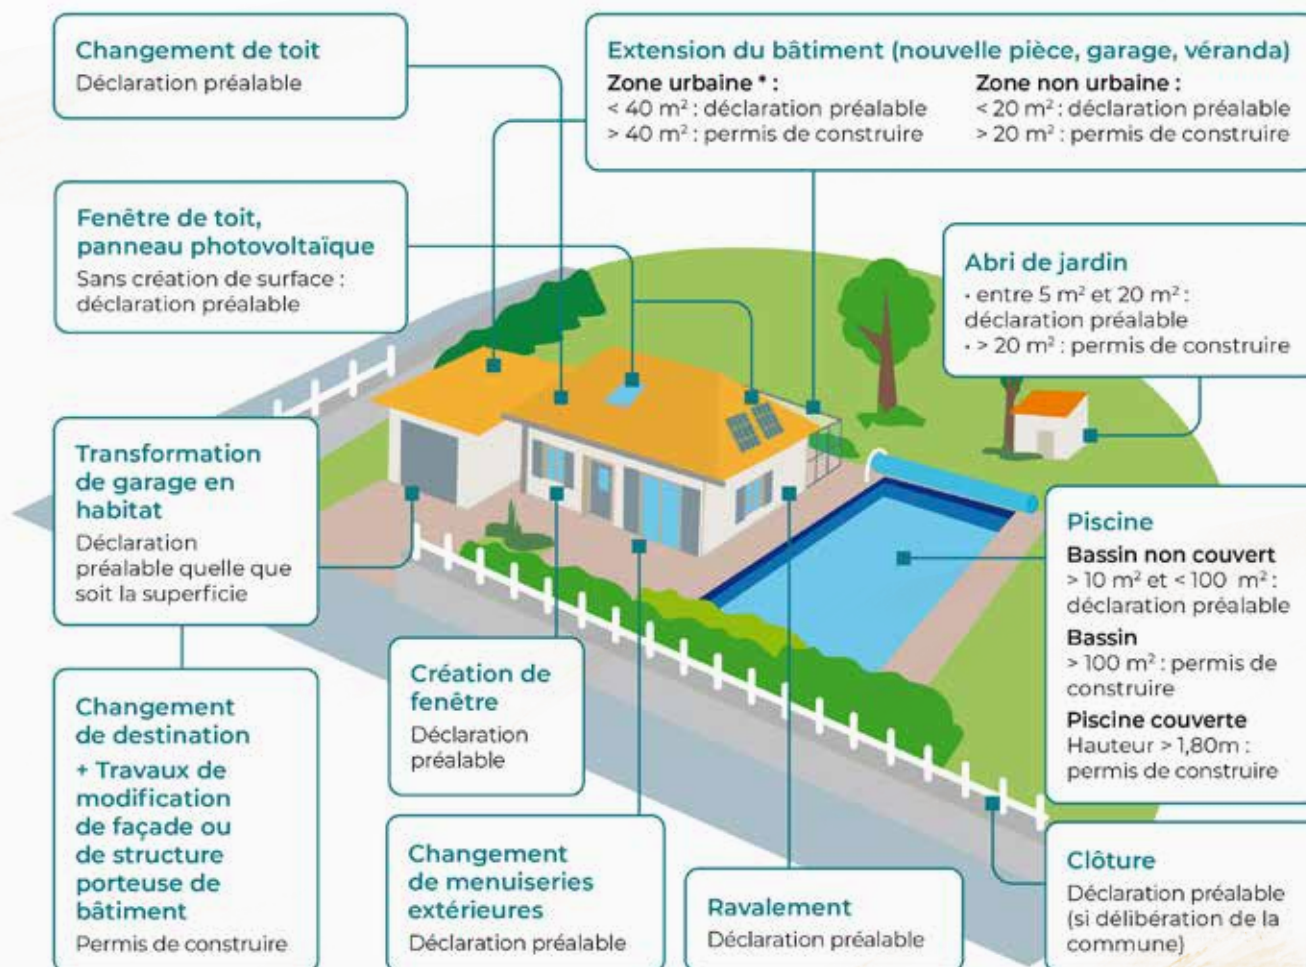 Changement de toit
Déclaration préalable
Extension du bâtiment (nouvelle pièce, garage, véranda)
Zone urbaine * :
< 40 m² : déclaration préalable
> 40 m² : permis de construire
Zone non urbaine :
< 20 m² : déclaration préalable
> 20 m² : permis de construire
Fenêtre de toit,
panneau photovoltaïque
Sans création de surface :
déclaration préalable
Abri de jardin
• entre 5 m² et 20 m² :
déclaration préalable
• > 20 m² : permis de construire
Transformation
de garage en
habitat
Déclaration
préalable quelle que
soit la superficie
Piscine
Bassin non couvert
> 10 m² et < 100 m² :
déclaration préalable
Bassin
> 100 m² : permis de
construire
Piscine couverte
Hauteur > 1,80m :
permis de construire
Changement
de destination
+ Travaux de
modification
de façade ou
de structure
porteuse de
bâtiment
Permis de construire
Création de
fenêtre
Déclaration
préalable
Changement
de menuiseries
extérieures
Déclaration préalable
Ravalement
Déclaration préalable
Clôture
Déclaration préalable
(si délibération de la
commune)